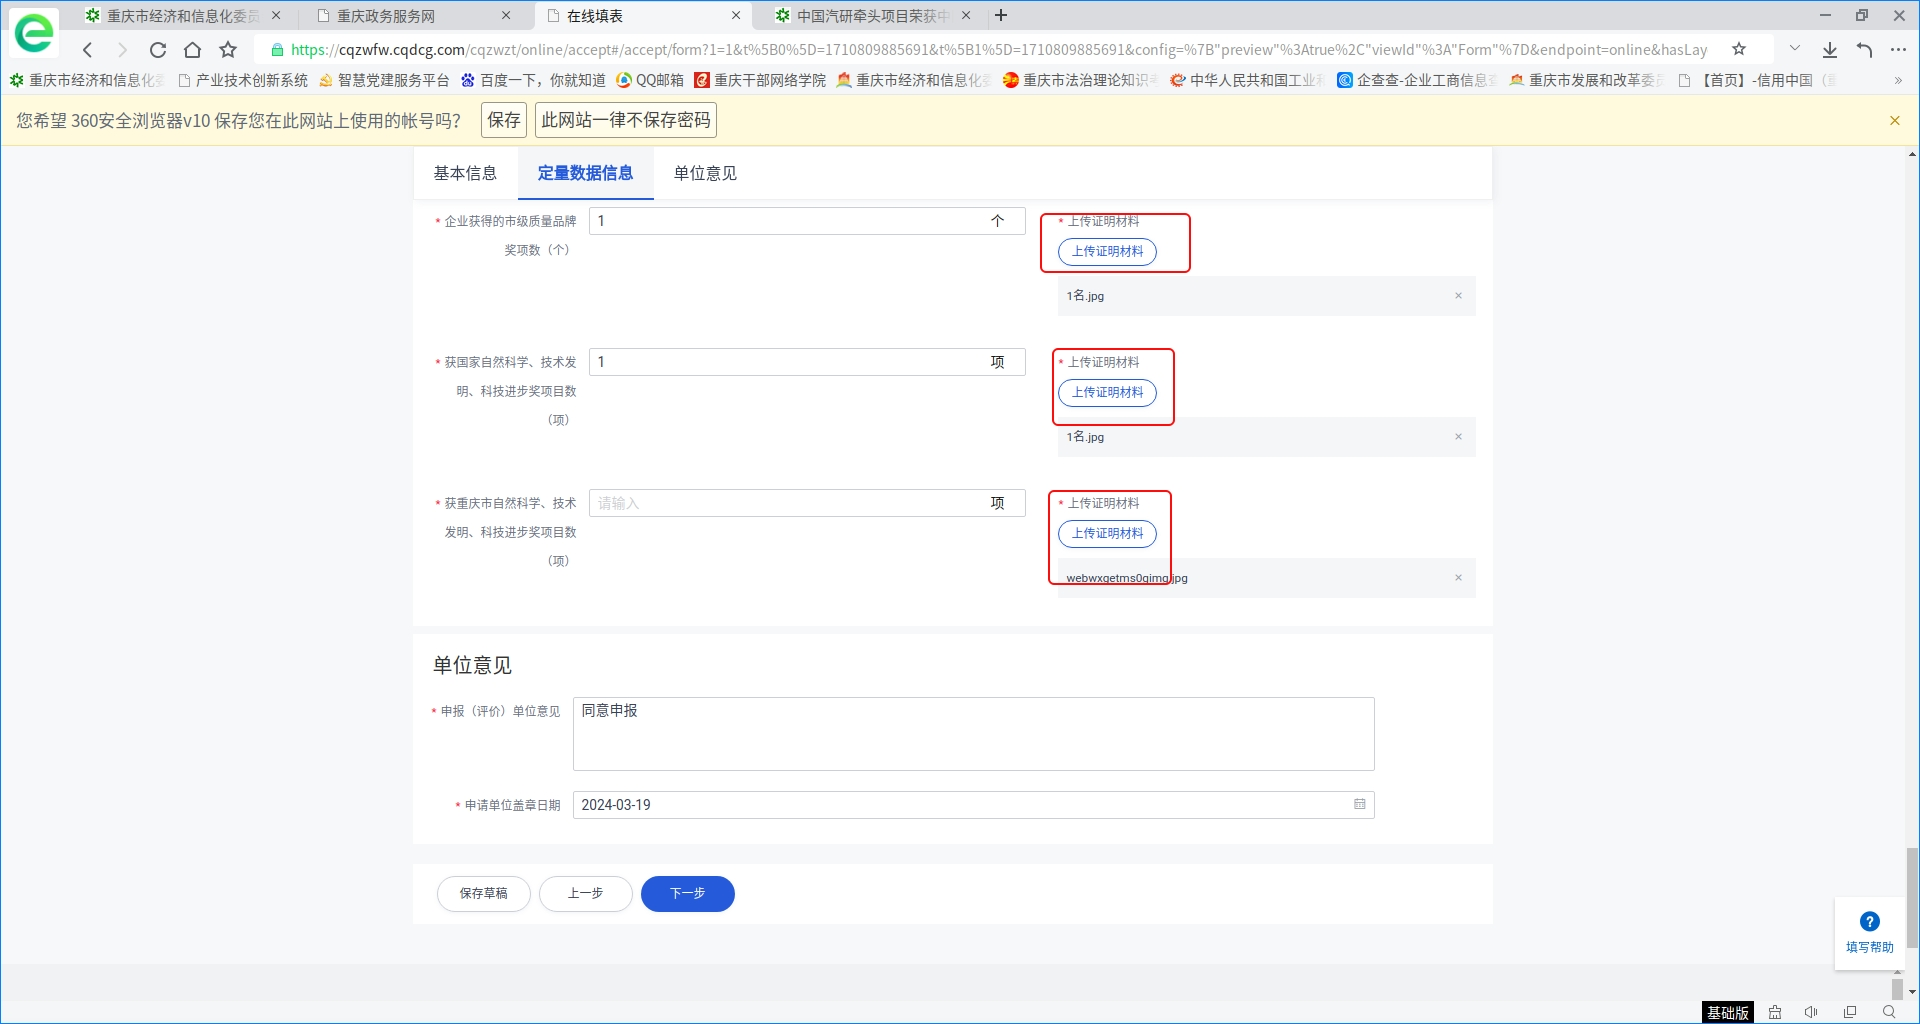 重庆市经济和信息化委员
重庆政务服务网
在线填表
中国汽研牵头项目荣获中
https://cqzwfw.cqdcg.com/cqzwzt/online/accept#/accept/form?1=1&t%5B0%5D=1710809885691&t%5B1%5D=1710809885691&config=%7B"preview"%3Atrue%2C"viewId"%3A"Form"%7D&endpoint=online&hasLay
重庆市经济和信息化委
产业技术创新系统
智慧党建服务平台
百度一下，你就知道
QQ邮箱
重庆干部网络学院
重庆市经济和信息化委
重庆市法治理论知识考
中华人民共和国工业和
企查查-企业工商信息查
重庆市发展和改革委员
【首页】-信用中国（重
您希望 360安全浏览器v10 保存您在此网站上使用的帐号吗？
保存
此网站一律不保存密码
基本信息
定量数据信息
单位意见
* 企业获得的市级质量品牌
奖项数（个）
1
个
* 上传证明材料
上传证明材料
1名.jpg
* 获国家自然科学、技术发
明、科技进步奖项目数
（项）
1
项
* 上传证明材料
上传证明材料
1名.jpg
* 获重庆市自然科学、技术
发明、科技进步奖项目数
（项）
请输入
项
* 上传证明材料
上传证明材料
webwxgetmsgimg.jpg
单位意见
* 申报（评价）单位意见
同意申报
* 申请单位盖章日期
2024-03-19
保存草稿
上一步
下一步
填写帮助
基础版